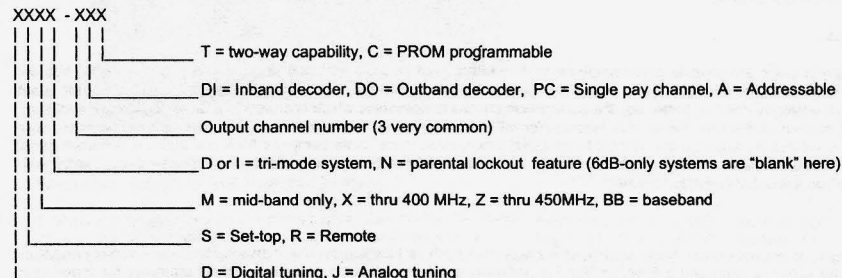 XXXX - XXX
T = two-way capability, C = PROM programmable
DI = Inband decoder, DO = Outband decoder, PC = Single pay channel, A = Addressable
Output channel number (3 very common)
D or I = tri-mode system, N = parental lockout feature (6dB-only systems are "blank" here)
M = mid-band only, X = thru 400 MHz, Z = thru 450MHz, BB = baseband
S = Set-top, R = Remote
D = Digital tuning, J = Analog tuning